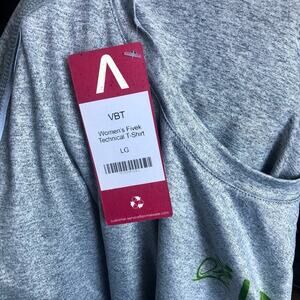 VBT
Women's Fivek
Technical T-Shirt
LG